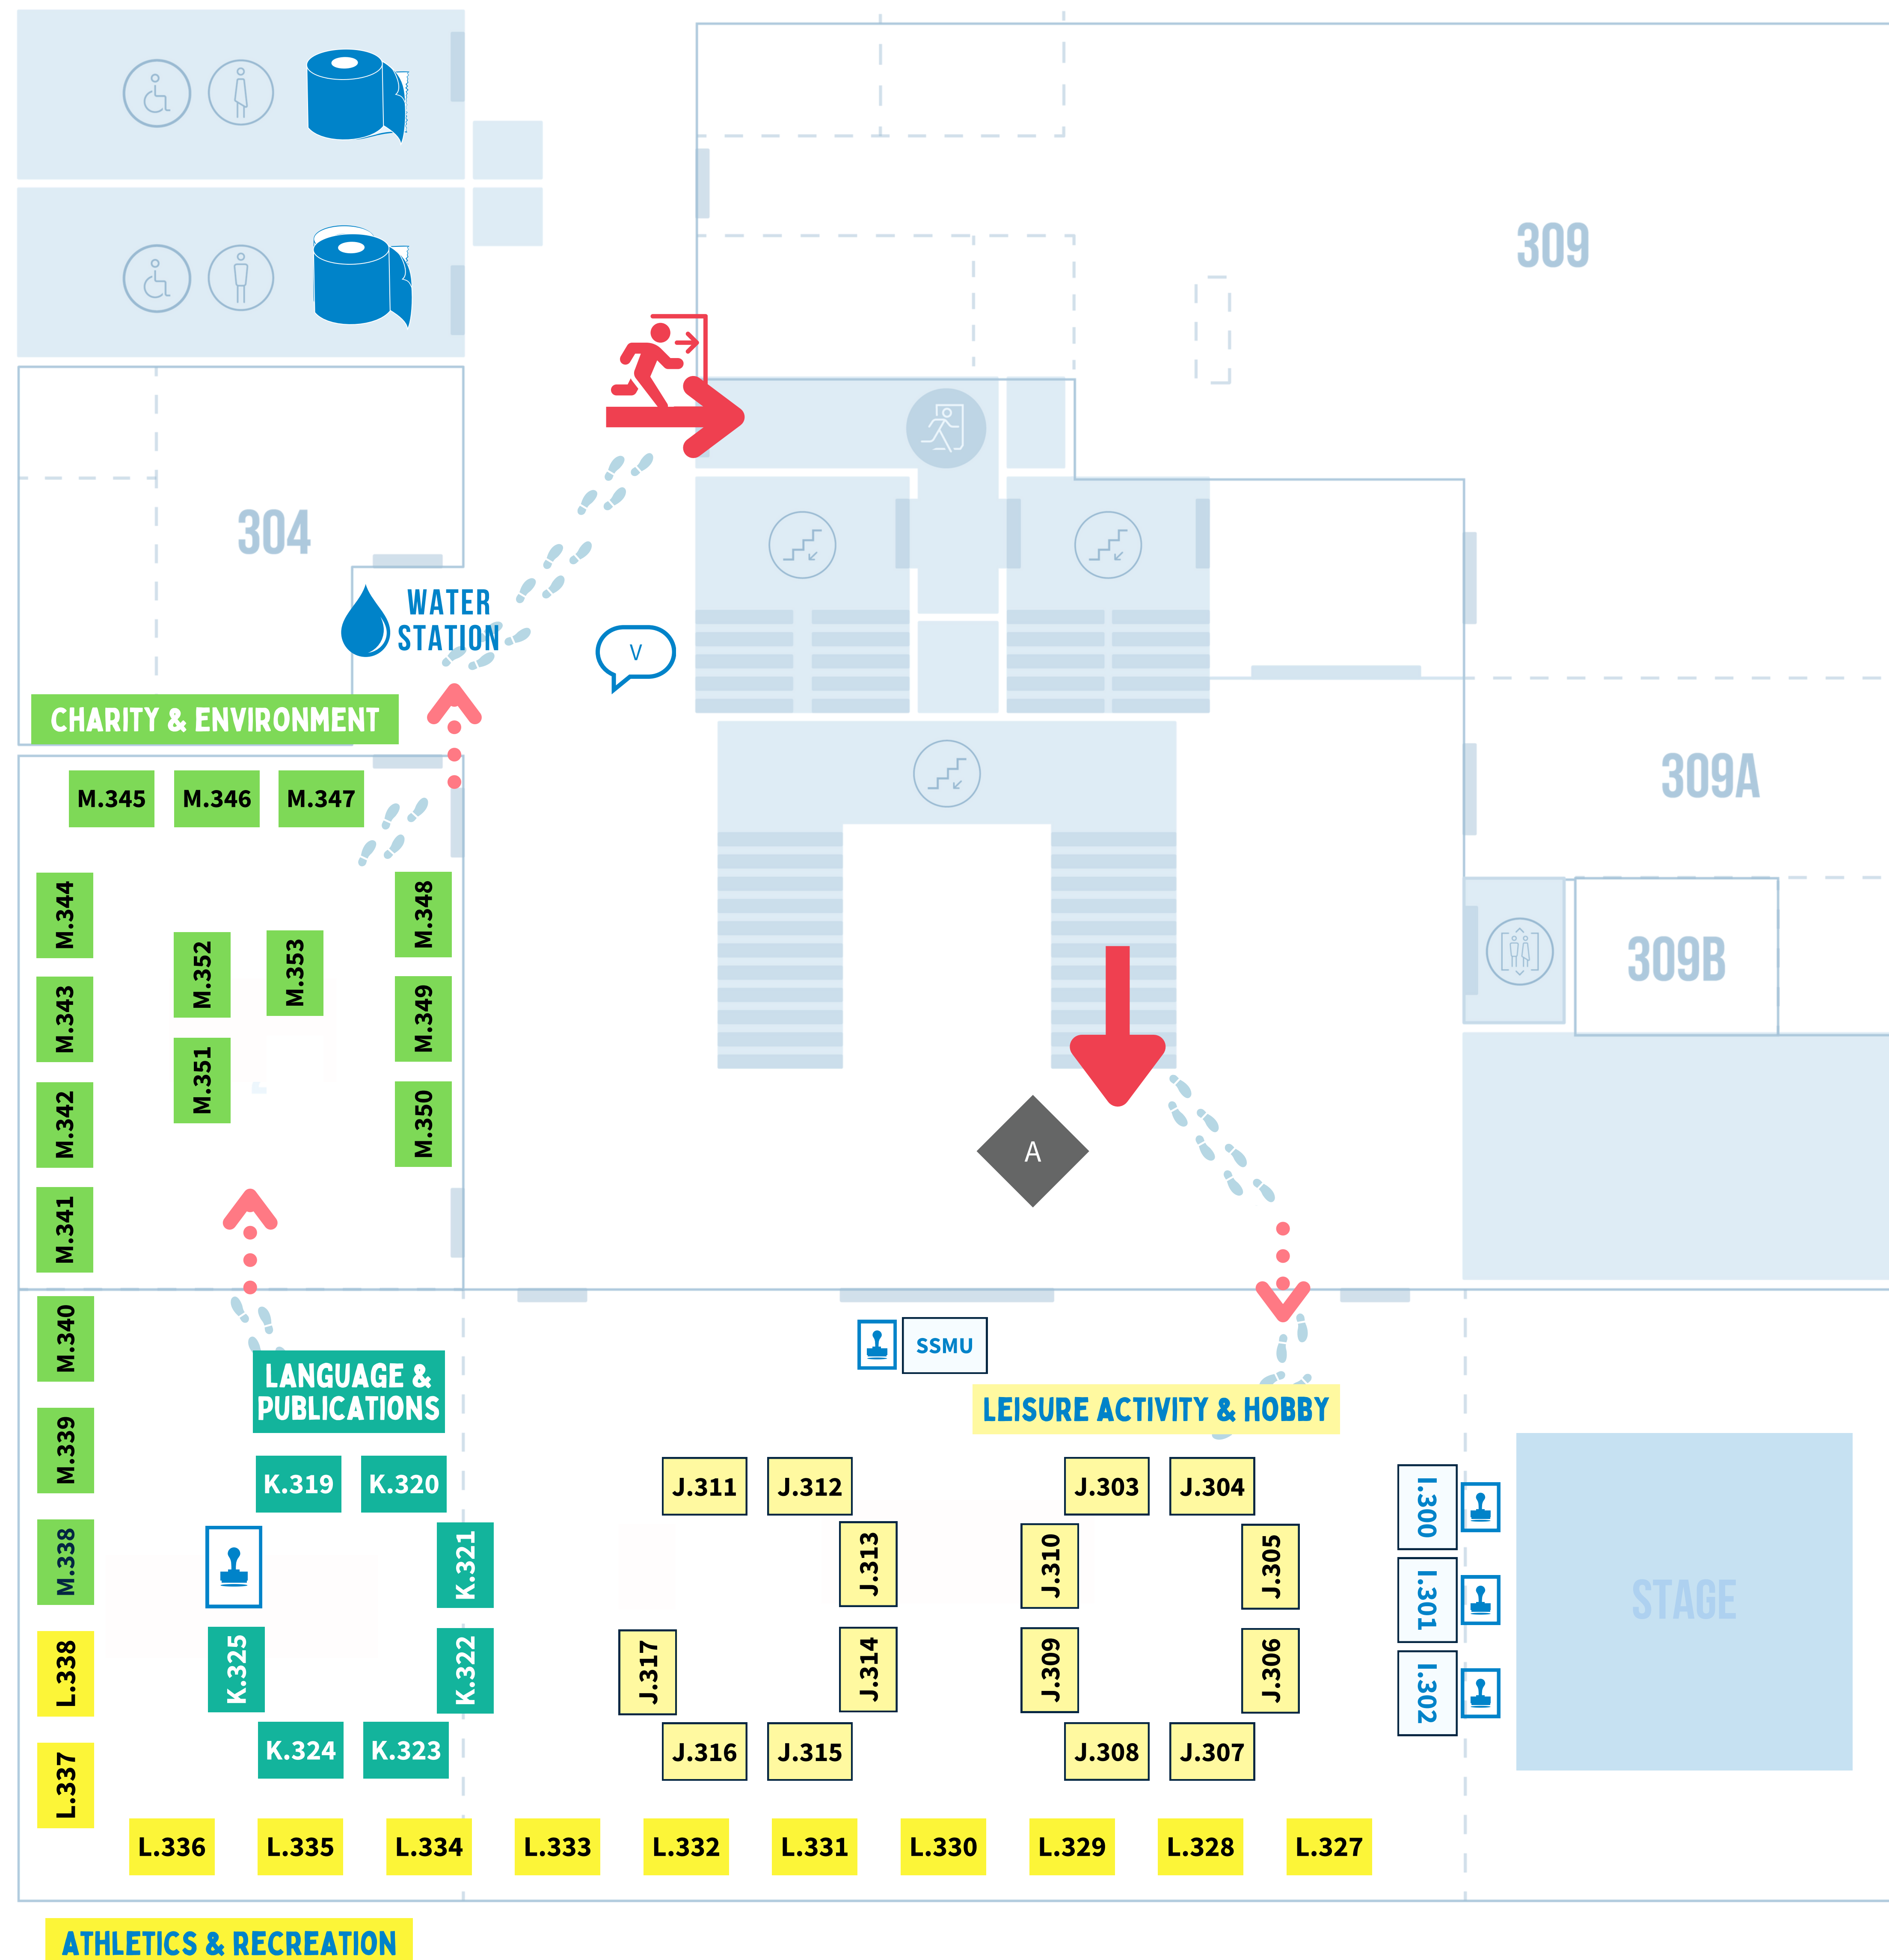 309
304
WATER
STATION
V
CHARITY & ENVIRONMENT
309A
M.345 M.346 M.347
M.344
M.348
M.352
M.353
309B
M.343
M.349
M.351
M.342
M.350
A
M.341
M.340
SSMU
LANGUAGE &
PUBLICATIONS
LEISURE ACTIVITY & HOBBY
M.339
K.319 K.320
J.311 J.312
J.303 J.304
I.300
M.338
K.321
J.313
J.310
J.305
I.301
STAGE
L.338
K.325
K.322
J.317
J.314
J.309
J.306
I.302
K.324 K.323
J.316 J.315
J.308 J.307
L.337
L.336 L.335 L.334 L.333 L.332 L.331 L.330 L.329 L.328 L.327
ATHLETICS & RECREATION